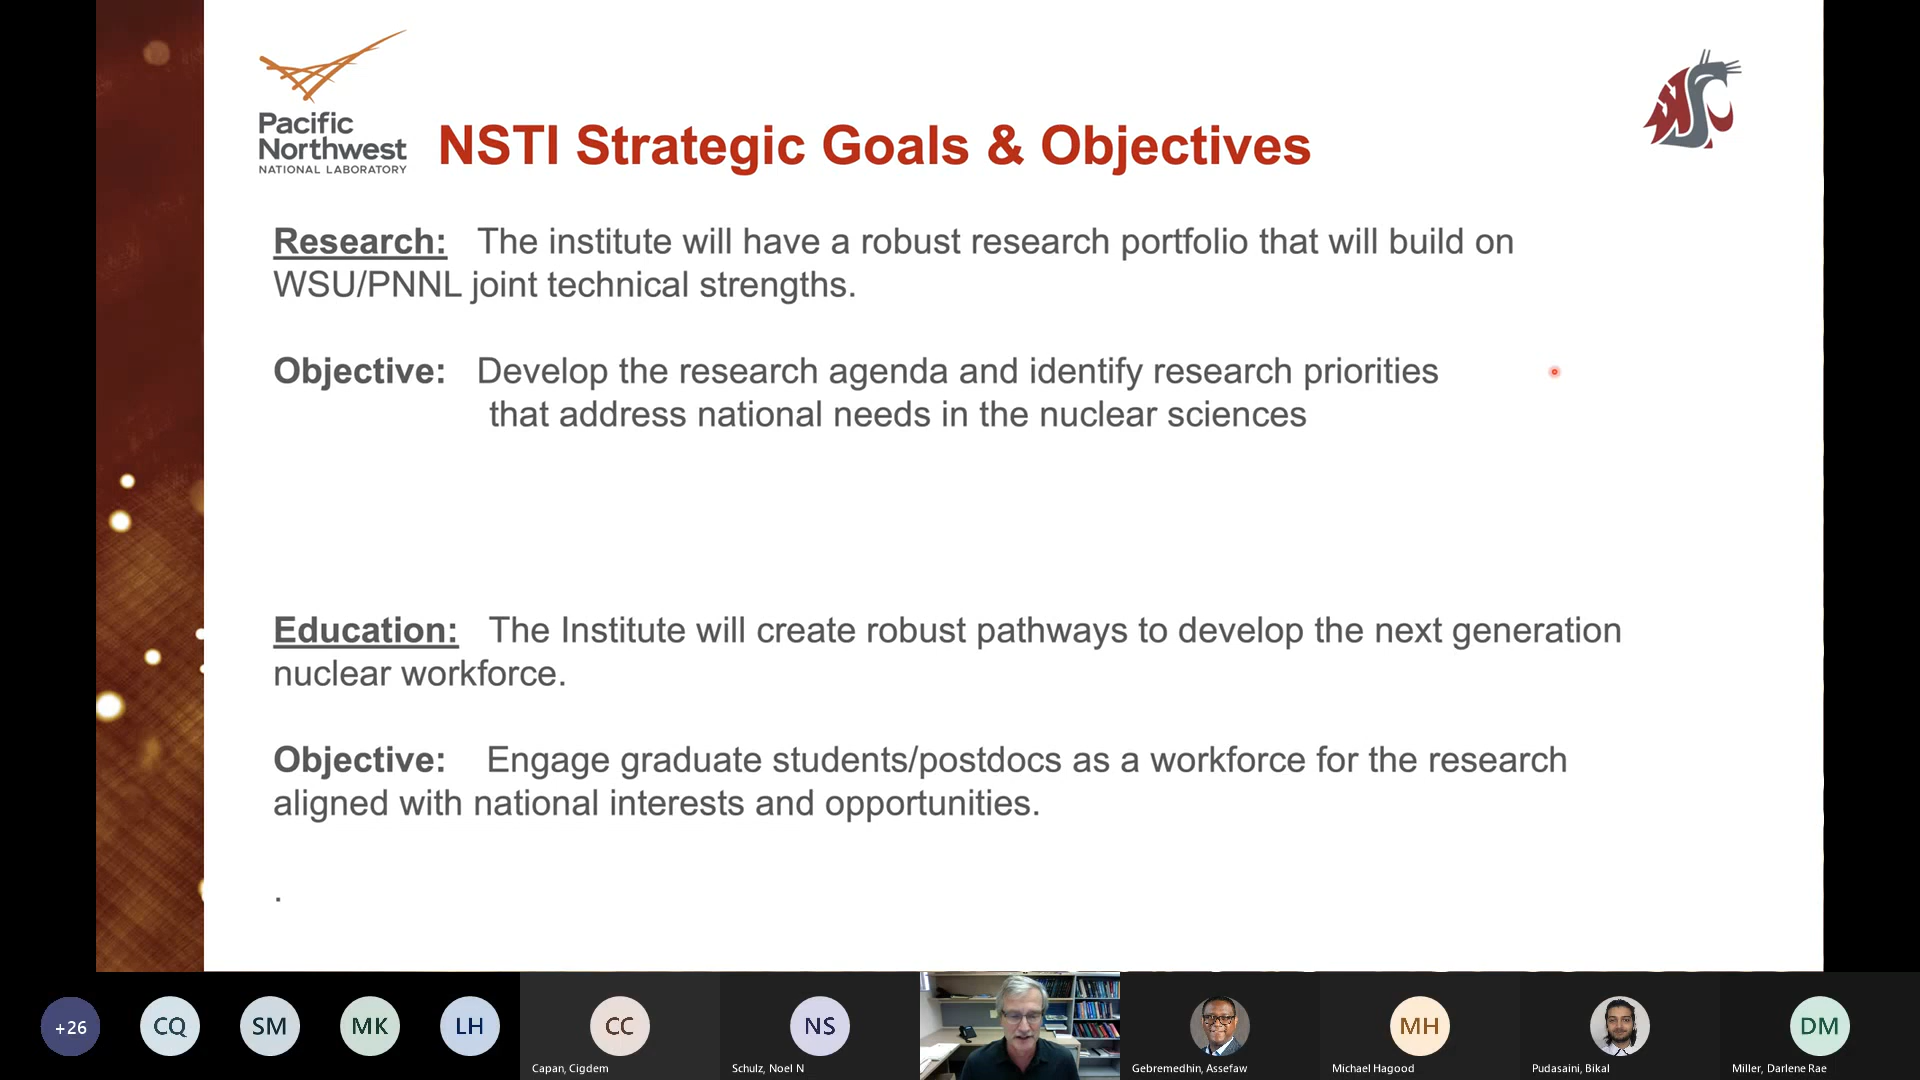 Pacific
Northwest
NATIONAL LABORATORY
NSTI Strategic Goals & Objectives
Research: The institute will have a robust research portfolio that will build on
WSU/PNNL joint technical strengths.
Objective: Develop the research agenda and identify research priorities
that address national needs in the nuclear sciences
Education: The Institute will create robust pathways to develop the next generation
nuclear workforce.
Objective: Engage graduate students/postdocs as a workforce for the research
aligned with national interests and opportunities.
.
+26
CQ
SM
MK
LH
CC
NS
MH
DM
Capan, Cigdem
Schulz, Noel N
Gebremedhin, Assefaw
Michael Hagood
Pudasaini, Bikal
Miller, Darlene Rae